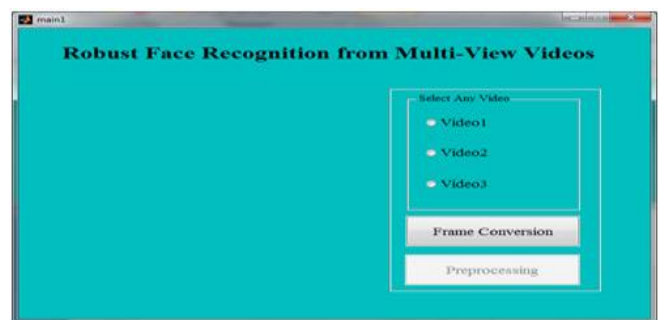 main1
Robust Face Recognition from Multi-View Videos
Select Any Video
Video1
Video2
Video3
Frame Conversion
Preprocessing